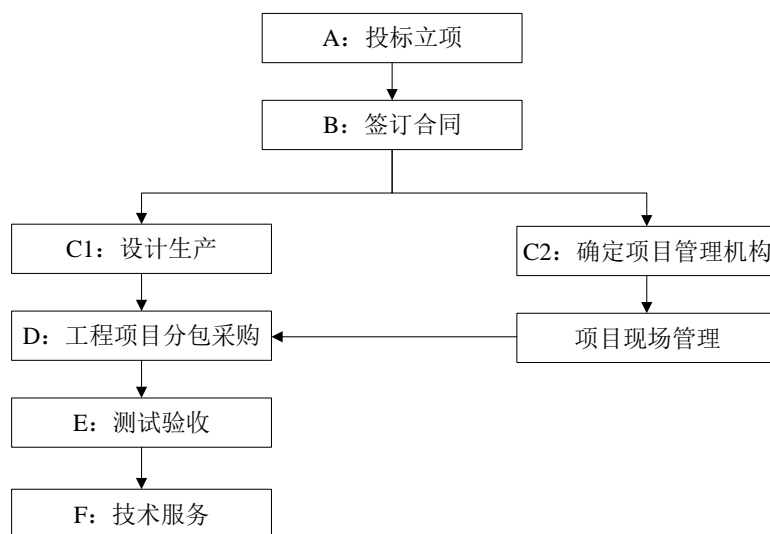 A：投标立项
B：签订合同
C1：设计生产
C2：确定项目管理机构
D：工程项目分包采购
项目现场管理
E：测试验收
F：技术服务